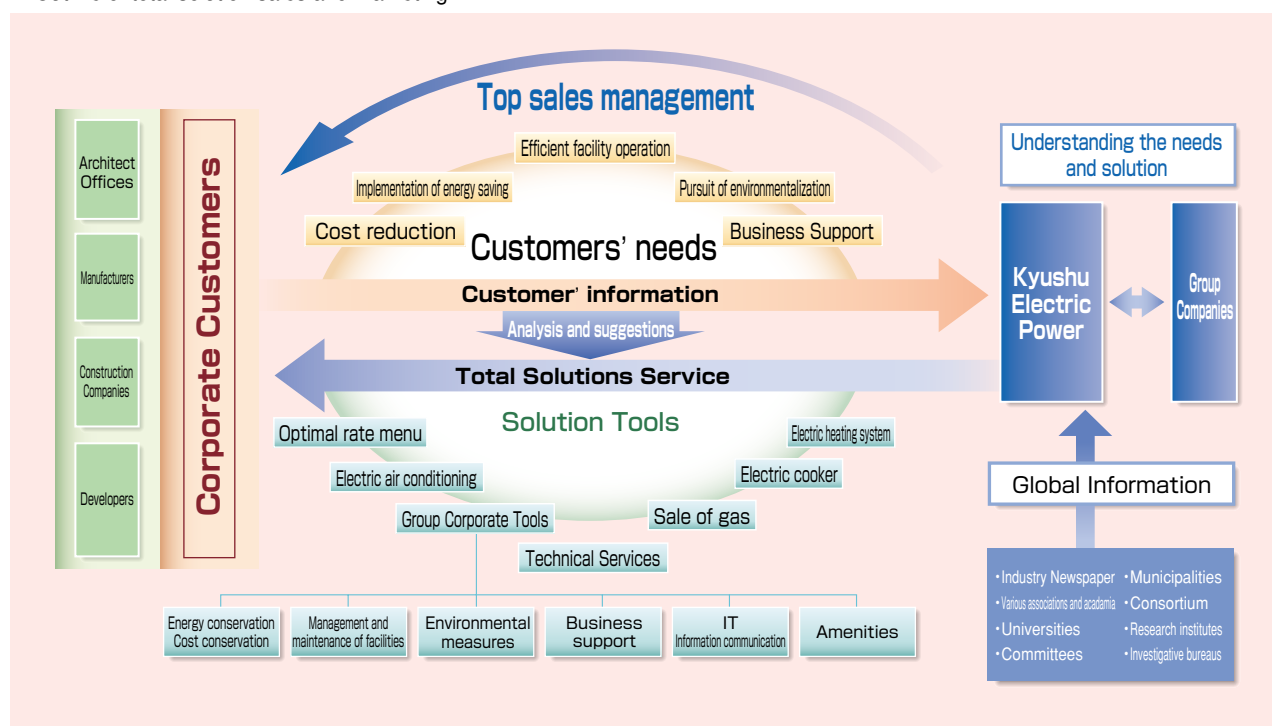 Top sales management
Architect
Offices
Manufacturers
Construction
Companies
Developers
Corporate Customers
Efficient facility operation
Implementation of energy saving
Pursuit of environmentalization
Cost reduction
Business Support
Customers' needs
Customer' information
Analysis and suggestions
Total Solutions Service
Solution Tools
Optimal rate menu
Electric heating system
Electric air conditioning
Electric cooker
Group Corporate Tools
Sale of gas
Technical Services
Energy conservation
Cost conservation
Management and
maintenance of facilities
Environmental
measures
Business
support
IT
Information communication
Amenities
Understanding the needs
and solution
Kyushu
Electric
Power
Group
Companies
Global Information
・Industry Newspaper
・Various associations and acadamia
・Universities
・Committees
・Municipalities
・Consortium
・Research institutes
・Investigative bureaus